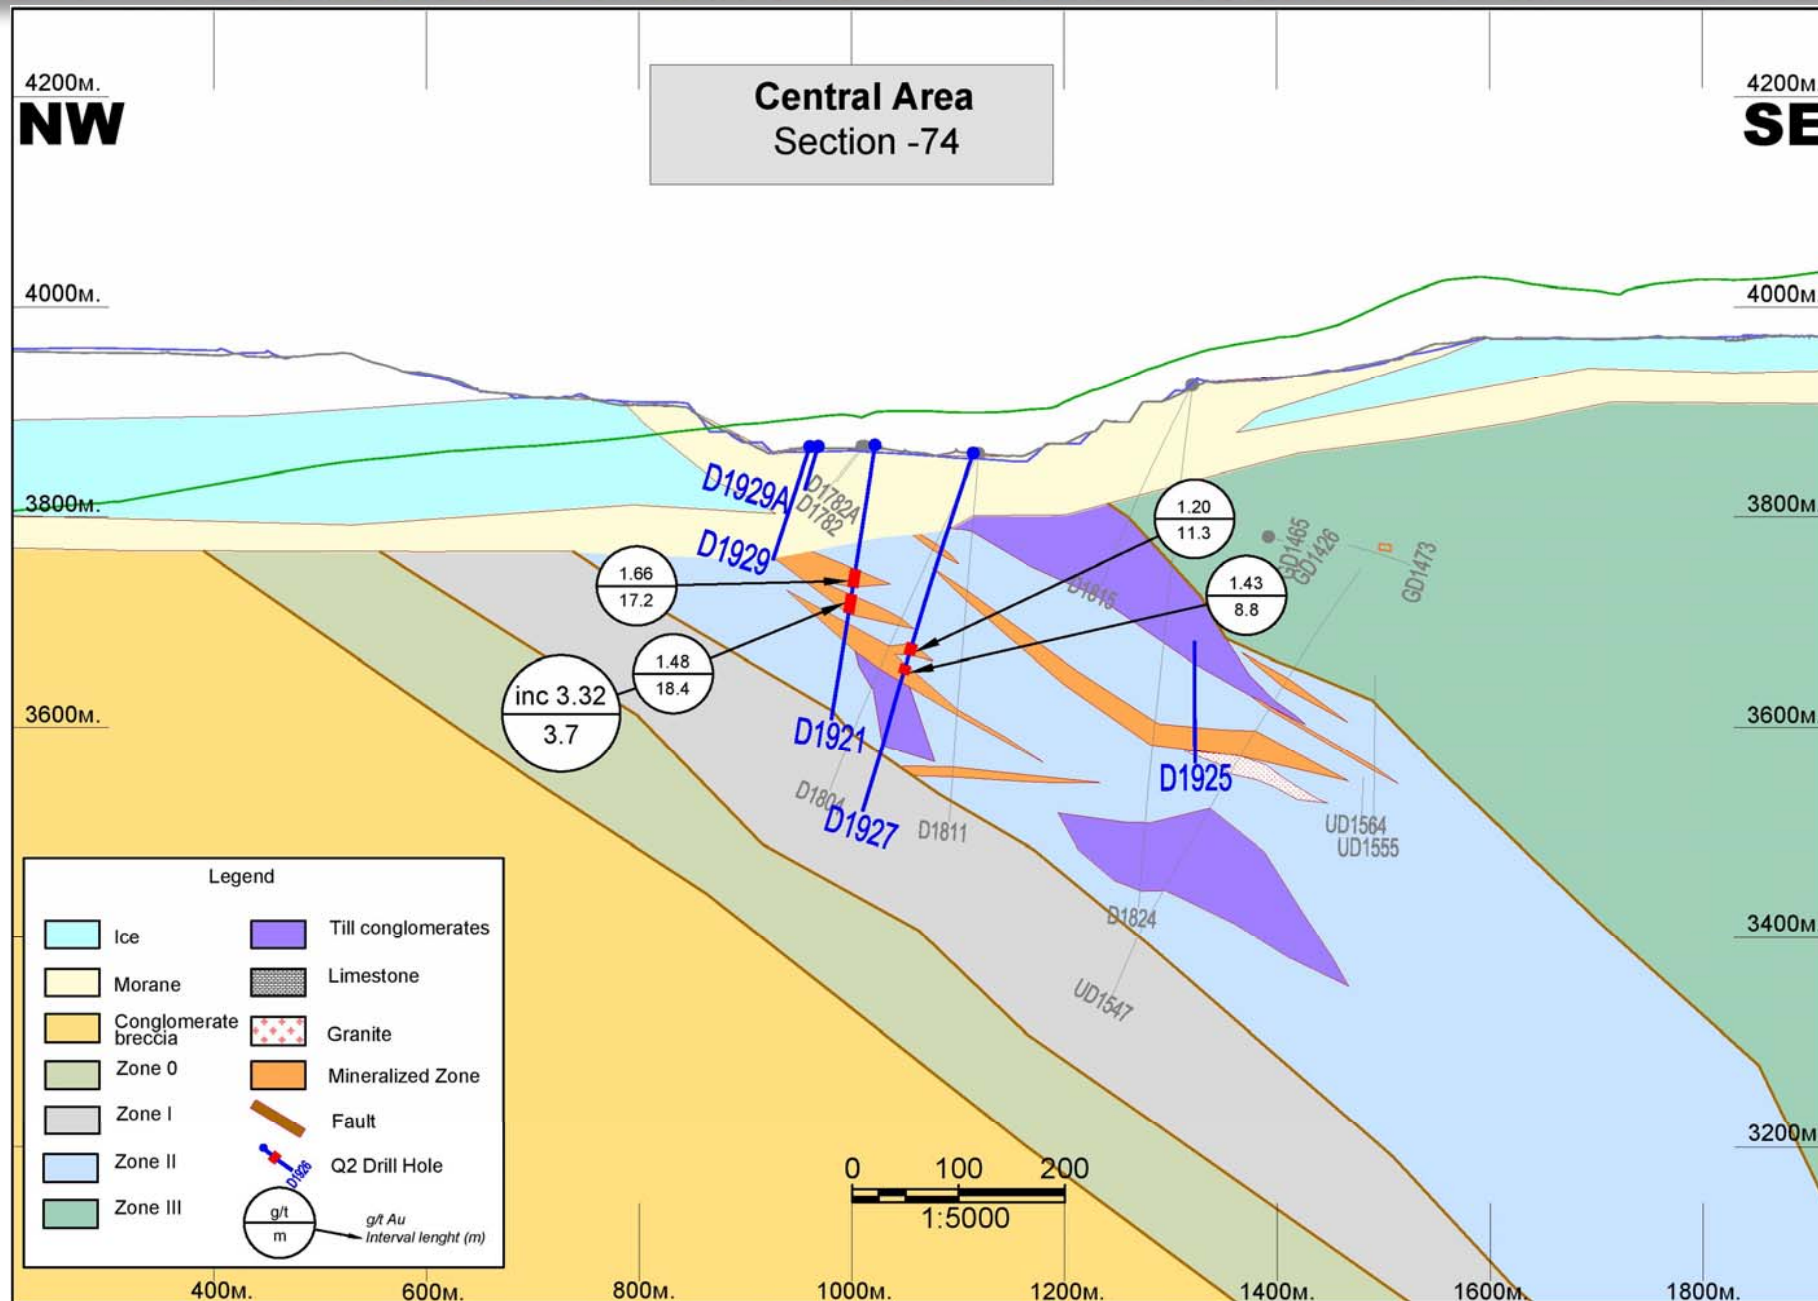 4200м.
NW
Central Area
Section -74
4200м.
SE
4000м.
4000м
3800м.
3800м
3600м.
3600м
3400м
3200м
D1929A
D1929
D1782A
D1782
1.66
17.2
1.48
18.4
inc 3.32
3.7
1.20
11.3
1.43
8.8
D1815
GD1465
GD1426
GD1473
D1921
D1804
D1927
D1811
D1925
UD1564
UD1555
D1824
UD1547
Legend
Ice
Morane
Conglomerate
breccia
Zone 0
Zone I
Zone II
Zone III
Till conglomerates
Limestone
Granite
Mineralized Zone
Fault
D1926
Q2 Drill Hole
g/t
m
g/t Au
Interval lenght (m)
0 100 200
1:5000
400м. 600м. 800м. 1000м. 1200м. 1400м. 1600м. 1800м.